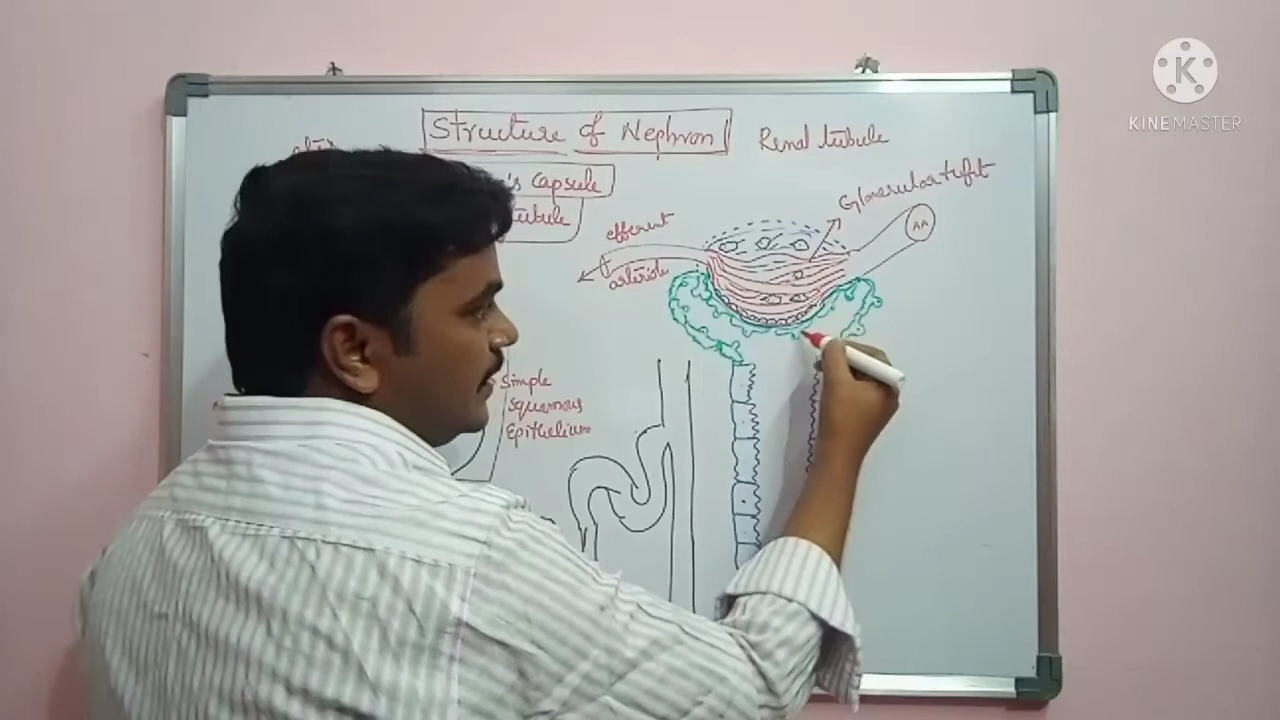 Structure of Nephron
Renal tubule
's Capsule
tubule
Glomerular tuft
efferent
arteriole
AA
Simple
Squamous
Epithelium
K
KINEMASTER